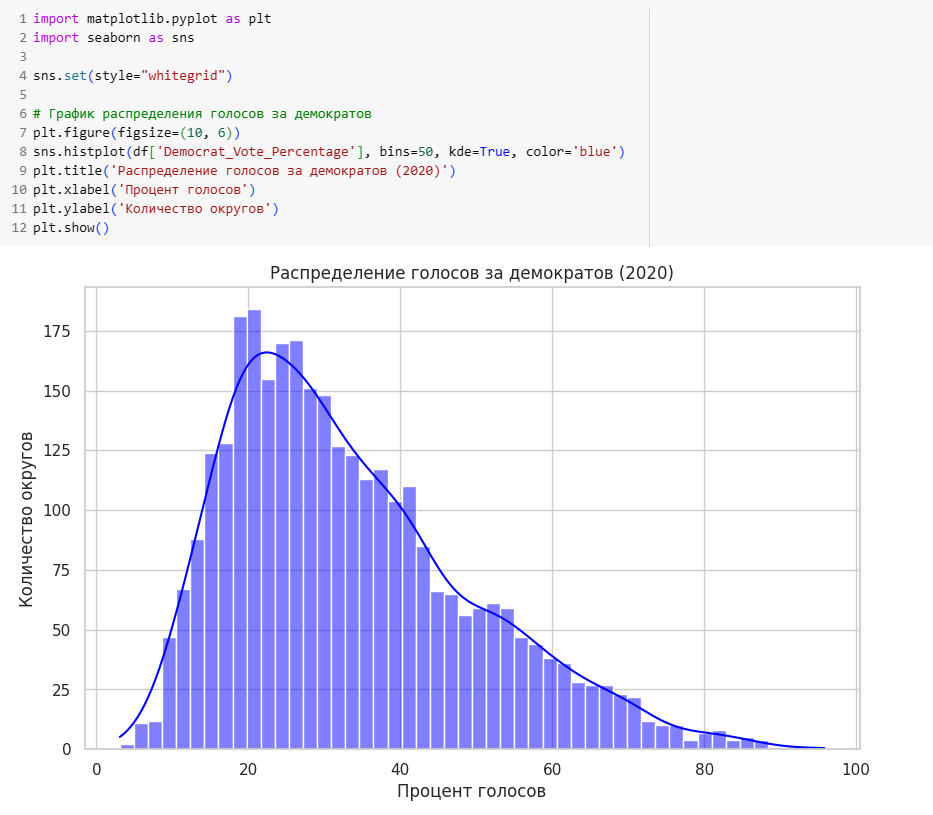 1 import matplotlib.pyplot as plt
2 import seaborn as sns
3
4 sns.set(style="whitegrid")
5
6 # График распределения голосов за демократов
7 plt.figure(figsize=(10, 6))
8 sns.histplot(df['Democrat_Vote_Percentage'], bins=50, kde=True, color='blue')
9 plt.title('Распределение голосов за демократов (2020)')
10 plt.xlabel('Процент голосов')
11 plt.ylabel('Количество округов')
12 plt.show()
Распределение голосов за демократов (2020)
Количество округов
175
150
125
100
75
50
25
0
0 20 40 60 80 100
Процент голосов